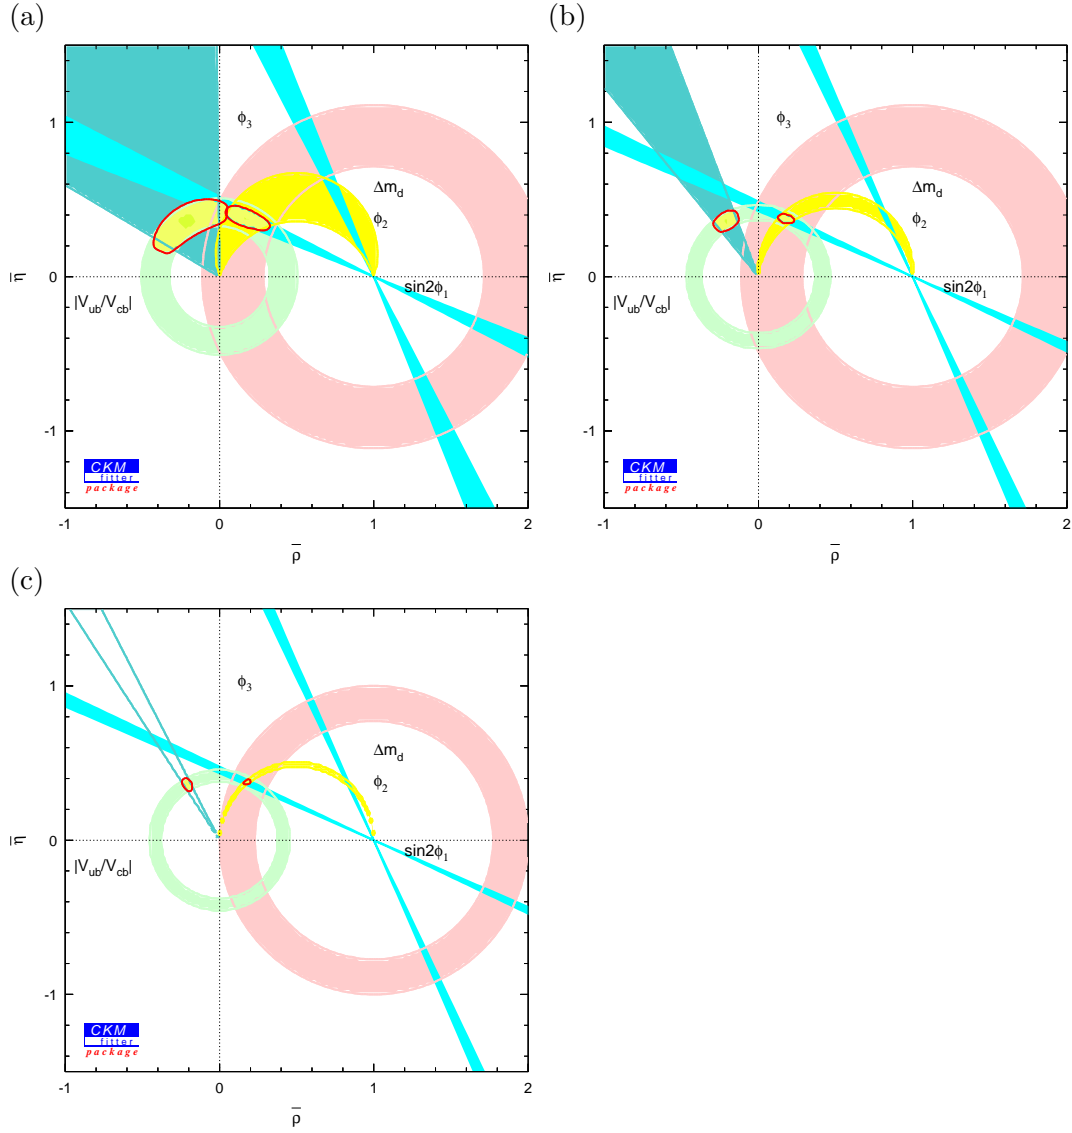 (a)
1
0
-1
-1
0
1
2
η
ρ
ϕ3
Δmd
ϕ2
sin2ϕ1
|Vub/Vcb|
CKM
fitter
package
(b)
1
0
-1
-1
0
1
2
η
ρ
ϕ3
Δmd
ϕ2
sin2ϕ1
|Vub/Vcb|
CKM
fitter
package
(c)
1
0
-1
-1
0
1
2
η
ρ
ϕ3
Δmd
ϕ2
sin2ϕ1
|Vub/Vcb|
CKM
fitter
package